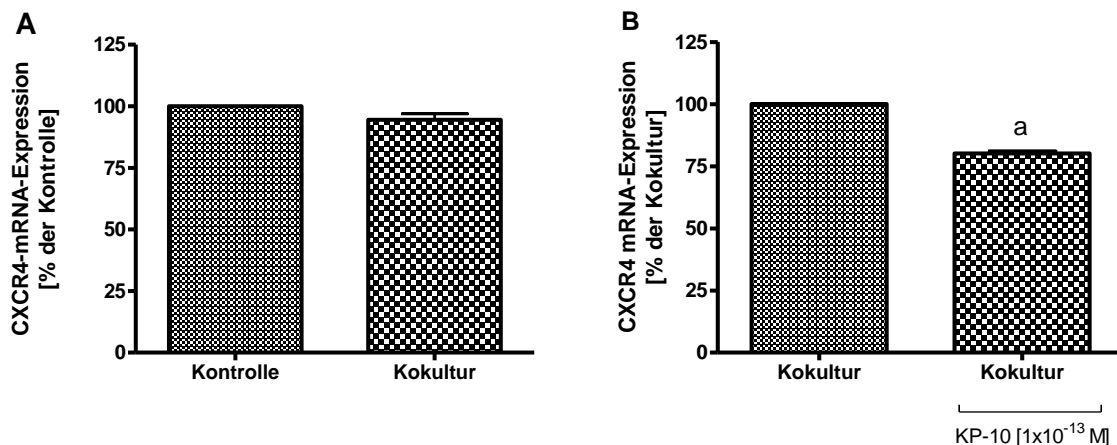 A
CXCR4-mRNA-Expression
[% der Kontrolle]
125
100
75
50
25
0
Kontrolle Kokultur
B
CXCR4 mRNA-Expression
[% der Kokultur]
125
100
75
50
25
0
a
Kokultur Kokultur
KP-10 [1x10⁻¹³ M]